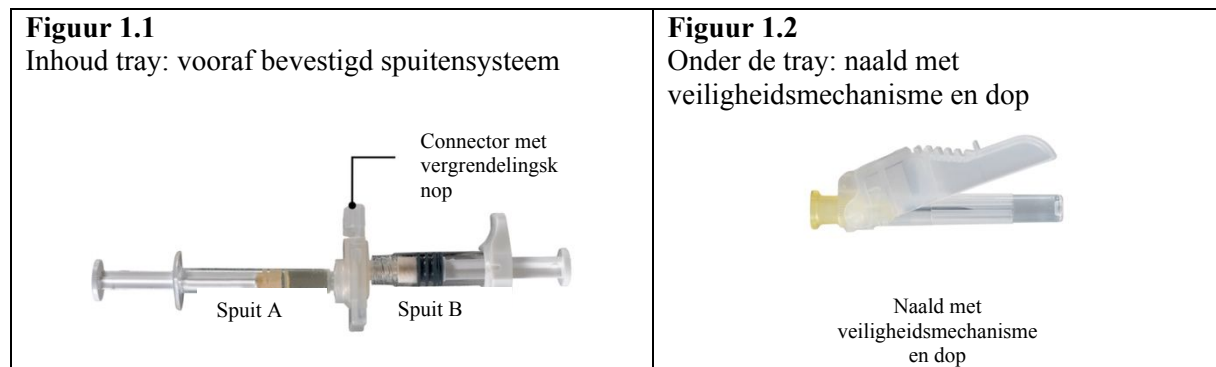 Figuur 1.1
Inhoud tray: vooraf bevestigd spuitensysteem
Connector met
vergrendelingsk
nop
Spuit A
Spuit B
Figuur 1.2
Onder de tray: naald met
veiligheidsmechanisme en dop
Naald met
veiligheidsmechanisme
en dop